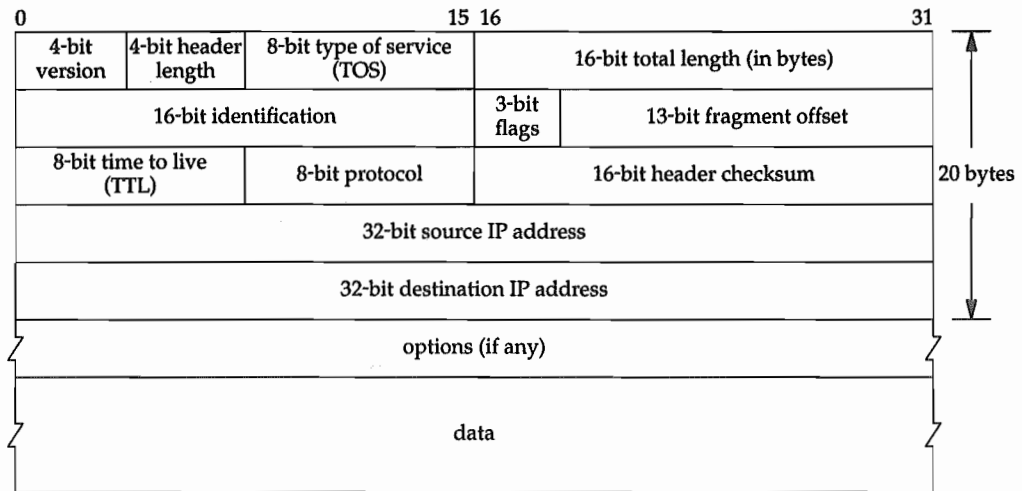 0 15 16 31
4-bit version
4-bit header length
8-bit type of service (TOS)
16-bit total length (in bytes)
16-bit identification
3-bit flags
13-bit fragment offset
8-bit time to live (TTL)
8-bit protocol
16-bit header checksum
20 bytes
32-bit source IP address
32-bit destination IP address
options (if any)
data